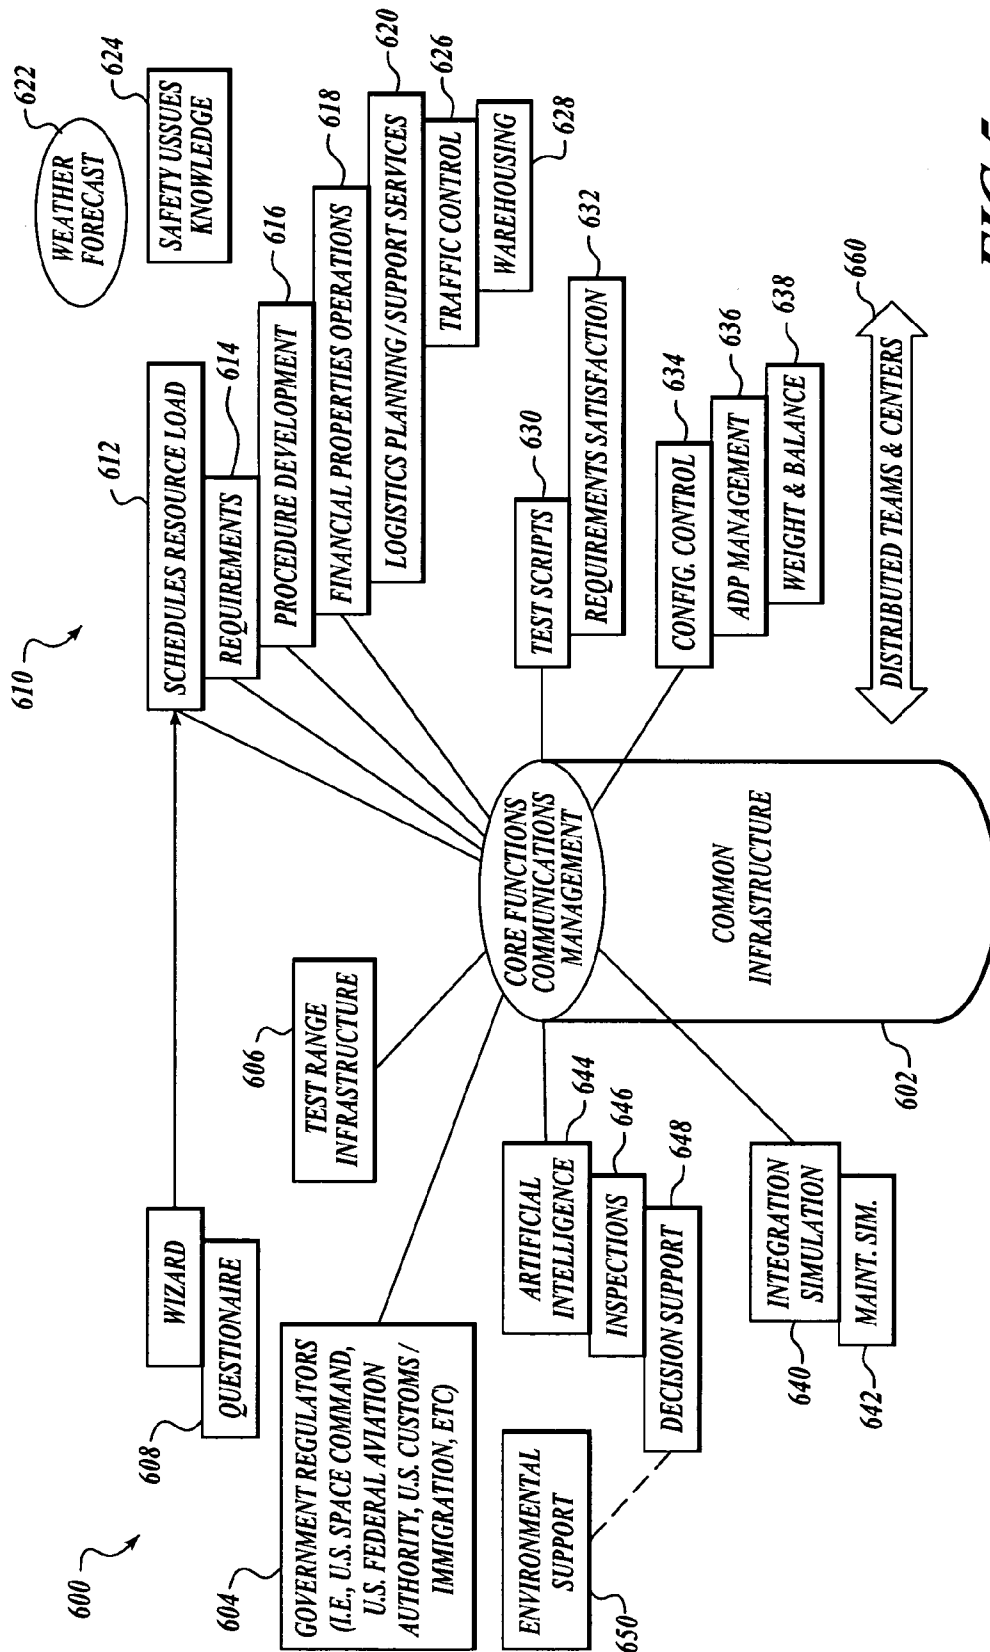 600
610
608
WIZARD
QUESTIONAIRE
604
GOVERNMENT REGULATORS
(I.E., U.S. SPACE COMMAND,
U.S. FEDERAL AVIATION
AUTHORITY, U.S. CUSTOMS /
IMMIGRATION, ETC)
606
TEST RANGE
INFRASTRUCTURE
612
SCHEDULES RESOURCE LOAD
614
REQUIREMENTS
616
PROCEDURE DEVELOPMENT
618
FINANCIAL PROPERTIES OPERATIONS
620
LOGISTICS PLANNING / SUPPORT SERVICES
626
TRAFFIC CONTROL
WAREHOUSING
628
622
WEATHER
FORECAST
624
SAFETY USSUES
KNOWLEDGE
ENVIRONMENTAL
SUPPORT
650
ARTIFICIAL
INTELLIGENCE
644
INSPECTIONS
646
DECISION SUPPORT
648
CORE FUNCTIONS
COMMUNICATIONS
MANAGEMENT
TEST SCRIPTS
630
REQUIREMENTS SATISFACTION
632
CONFIG. CONTROL
634
ADP MANAGEMENT
636
WEIGHT & BALANCE
638
640
INTEGRATION
SIMULATION
642
MAINT. SIM.
COMMON
INFRASTRUCTURE
602
DISTRIBUTED TEAMS & CENTERS
660
FIG.